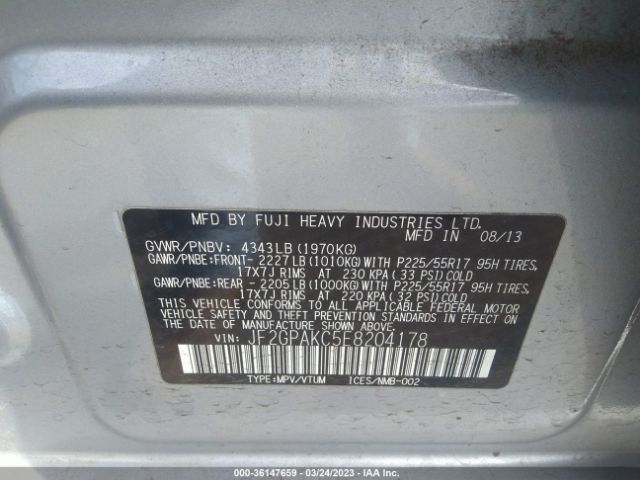 MFD BY FUJI HEAVY INDUSTRIES LTD.
MFD IN 08/13
GVWR/PNBV: 4343LB (1970KG)
GAWR/PNBE:FRONT- 2227LB (1010KG) WITH P225/55R17 95H TIRES,
17X7J RIMS AT 230 KPA (33 PSI) COLD
GAWR/PNBE:REAR - 2205LB (1000KG) WITH P225/55R17 95H TIRES,
17X7J RIMS AT 220 KPA (32 PSI) COLD
THIS VEHICLE CONFORMS TO ALL APPLICABLE FEDERAL MOTOR
VEHICLE SAFETY AND THEFT PREVENTION STANDARDS IN EFFECT
ON THE DATE OF MANUFACTURE SHOWN ABOVE.
VIN: JF2GPAKC5E8204178
TYPE:MPV/VTUM ICES/NMB-002
000-36147659 - 03/24/2023 - IAA Inc.